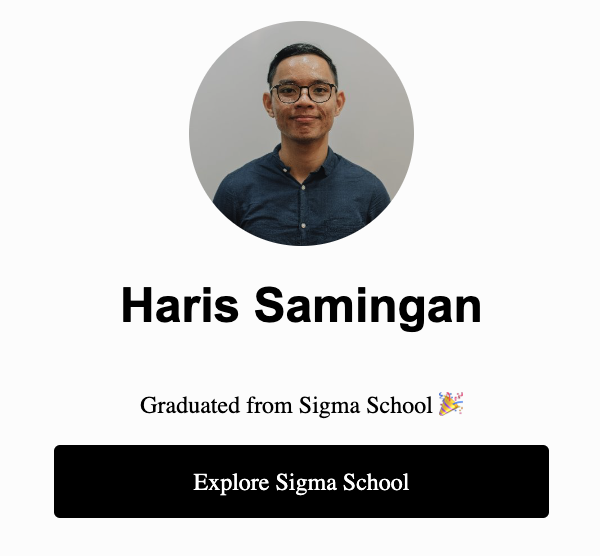 Haris Samingan
Graduated from Sigma School 🎉
Explore Sigma School